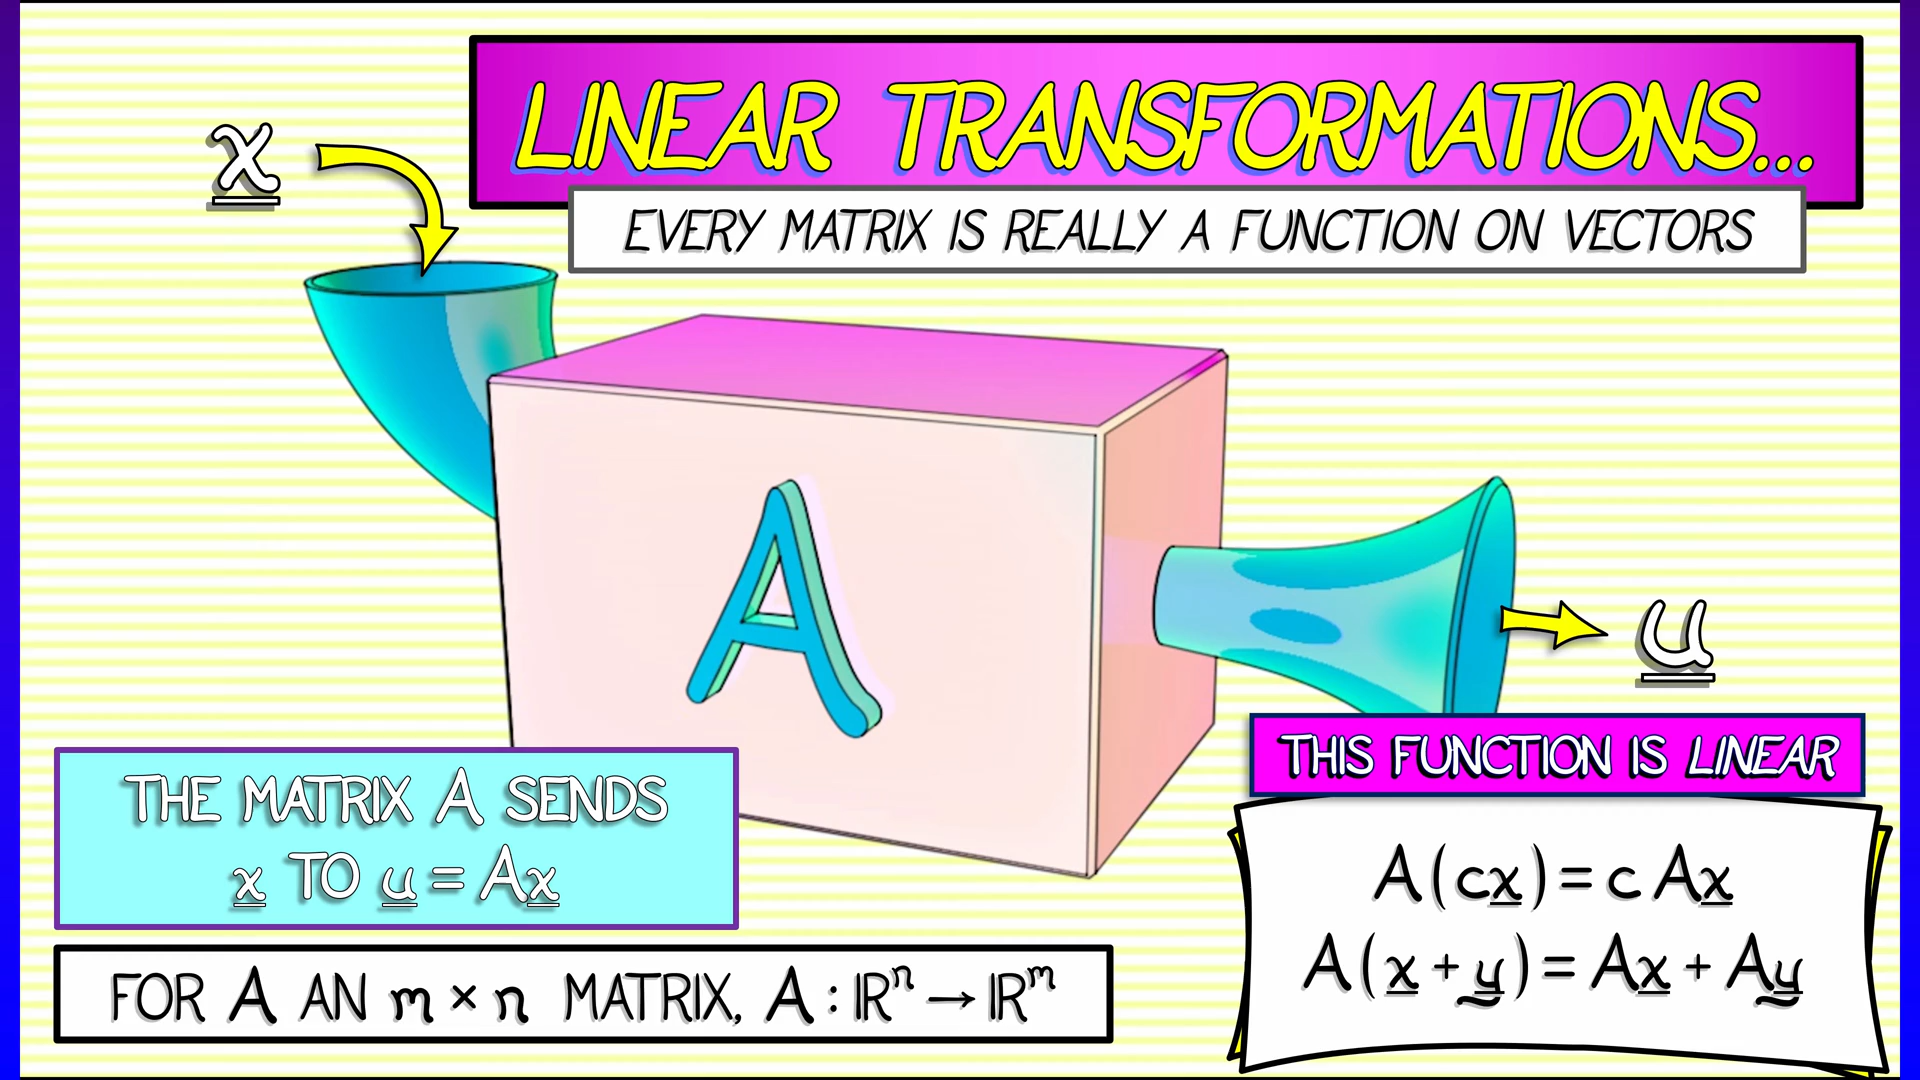 LINEAR TRANSFORMATIONS...
EVERY MATRIX IS REALLY A FUNCTION ON VECTORS
x
A
u
THE MATRIX A SENDS
x TO u = Ax
FOR A AN m × n MATRIX, A : ℝⁿ → ℝᵐ
THIS FUNCTION IS LINEAR
A(cx) = c Ax
A(x + y) = Ax + Ay